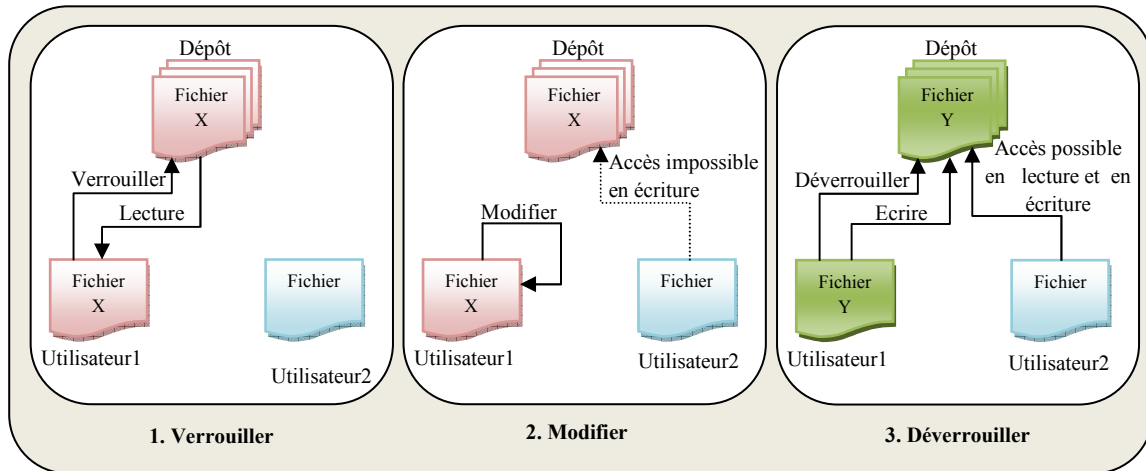 Dépôt
Fichier
X
Verrouiller
Lecture
Fichier
X
Utilisateur1
Fichier
Utilisateur2
1. Verrouiller
Dépôt
Fichier
X
Accès impossible
en écriture
Modifier
Fichier
X
Utilisateur1
Fichier
Utilisateur2
2. Modifier
Dépôt
Fichier
Y
Accès possible
en lecture et en
écriture
Déverrouiller
Ecrire
Fichier
Y
Utilisateur1
Fichier
Utilisateur2
3. Déverrouiller